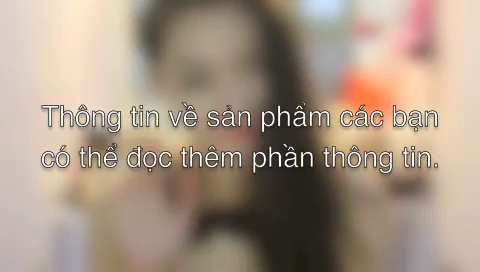 Thông tin về sản phẩm các bạn
có thể đọc thêm phần thông tin.